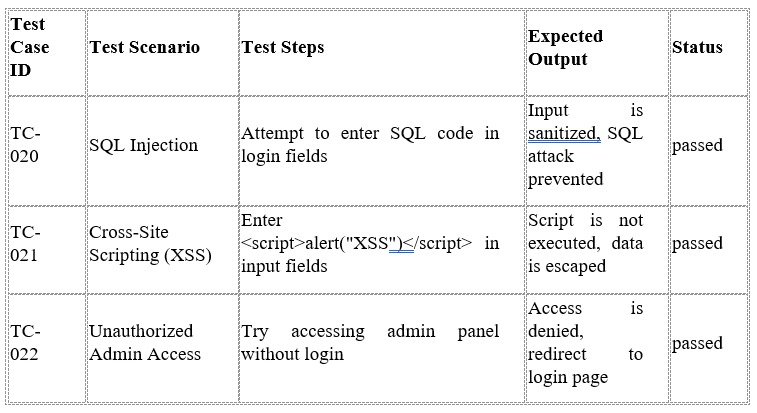 Test Case ID
Test Scenario
Test Steps
Expected Output
Status
TC-020
SQL Injection
Attempt to enter SQL code in
login fields
Input is
sanitized, SQL
attack
prevented
passed
TC-021
Cross-Site
Scripting (XSS)
Enter
<script>alert("XSS")</script> in
input fields
Script is not
executed, data
is escaped
passed
TC-022
Unauthorized
Admin Access
Try accessing admin panel
without login
Access is
denied,
redirect to
login page
passed